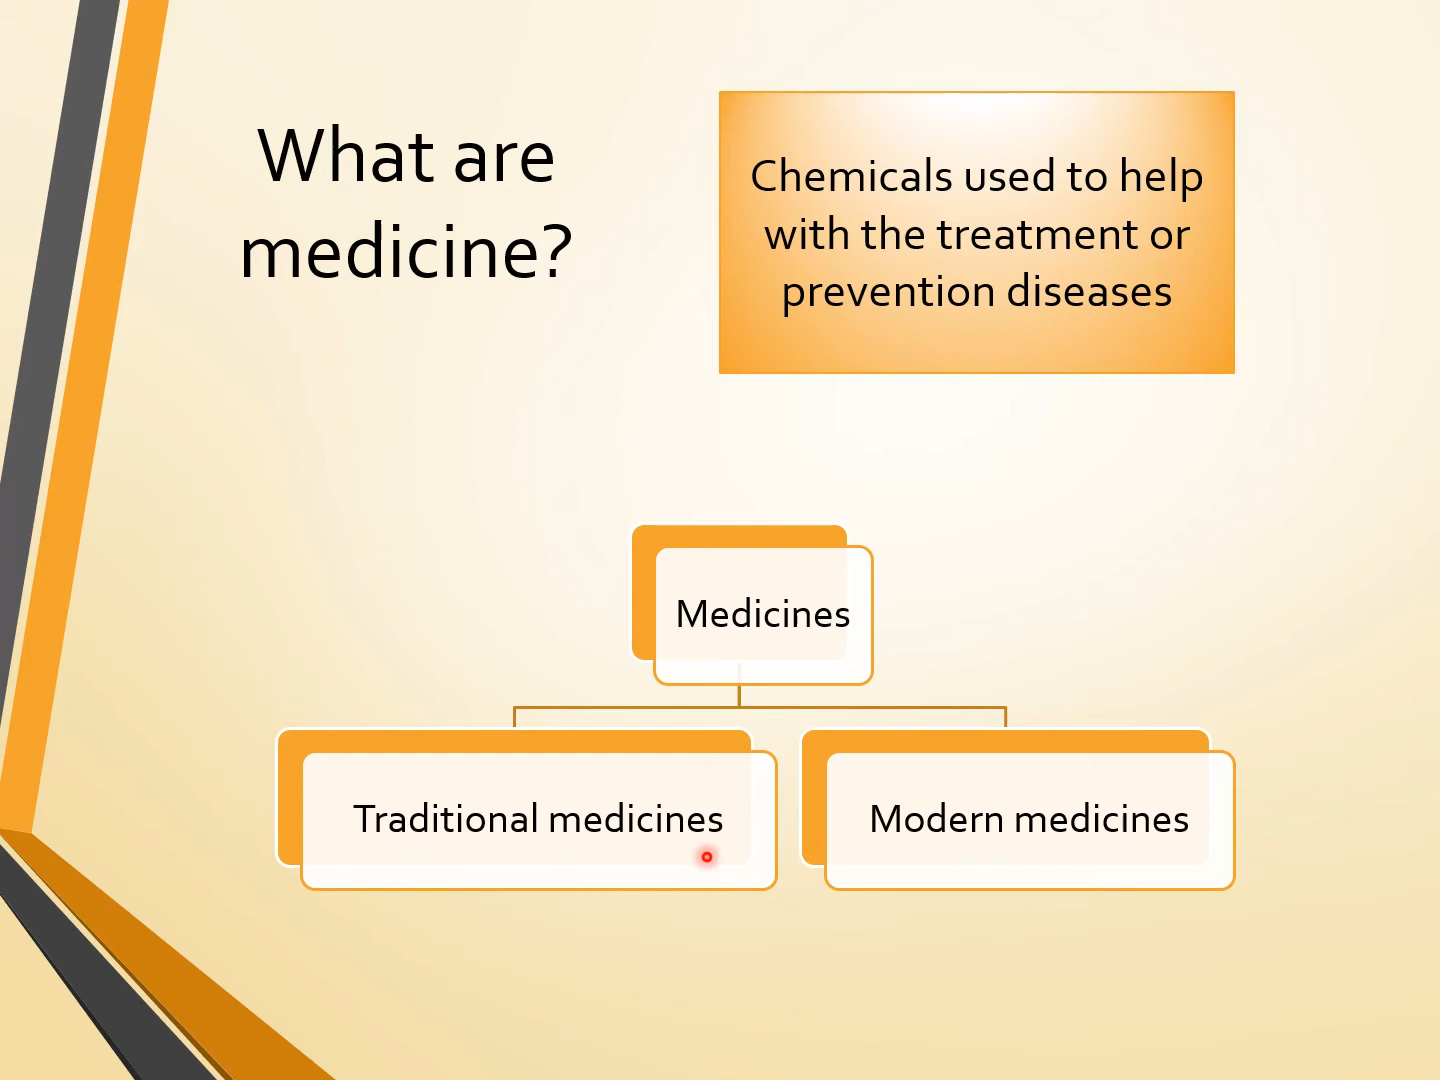 What are
medicine?
Chemicals used to help
with the treatment or
prevention diseases
Medicines
Traditional medicines
Modern medicines